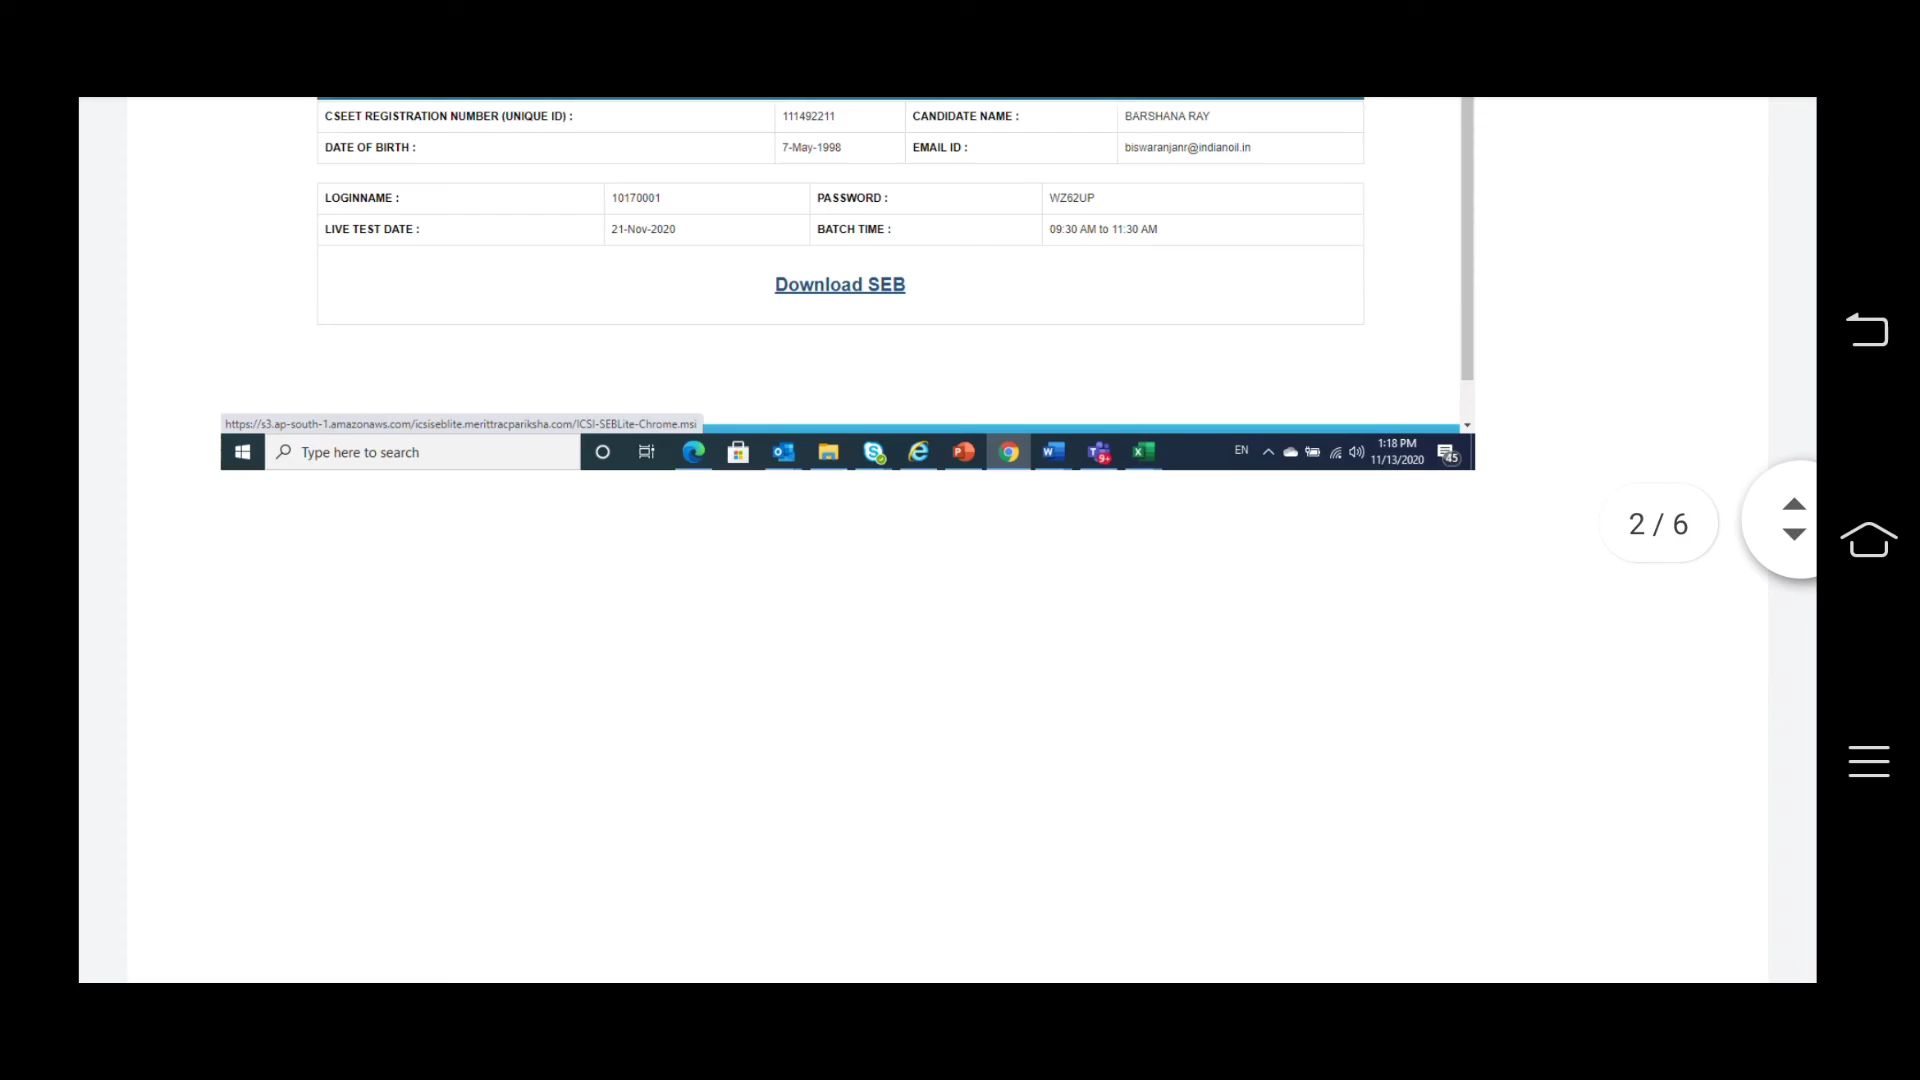 CSEET REGISTRATION NUMBER (UNIQUE ID) : 111492211 CANDIDATE NAME : BARSHANA RAY
DATE OF BIRTH : 7-May-1998 EMAIL ID : biswaranjanr@indianoil.in
LOGINNAME : 10170001 PASSWORD : WZ62UP
LIVE TEST DATE : 21-Nov-2020 BATCH TIME : 09:30 AM to 11:30 AM
Download SEB
https://s3.ap-south-1.amazonaws.com/icsiseblite.merittracpariksha.com/ICSI-SEBLite-Chrome.msi
Type here to search EN 1:18 PM
11/13/2020 45
2 / 6